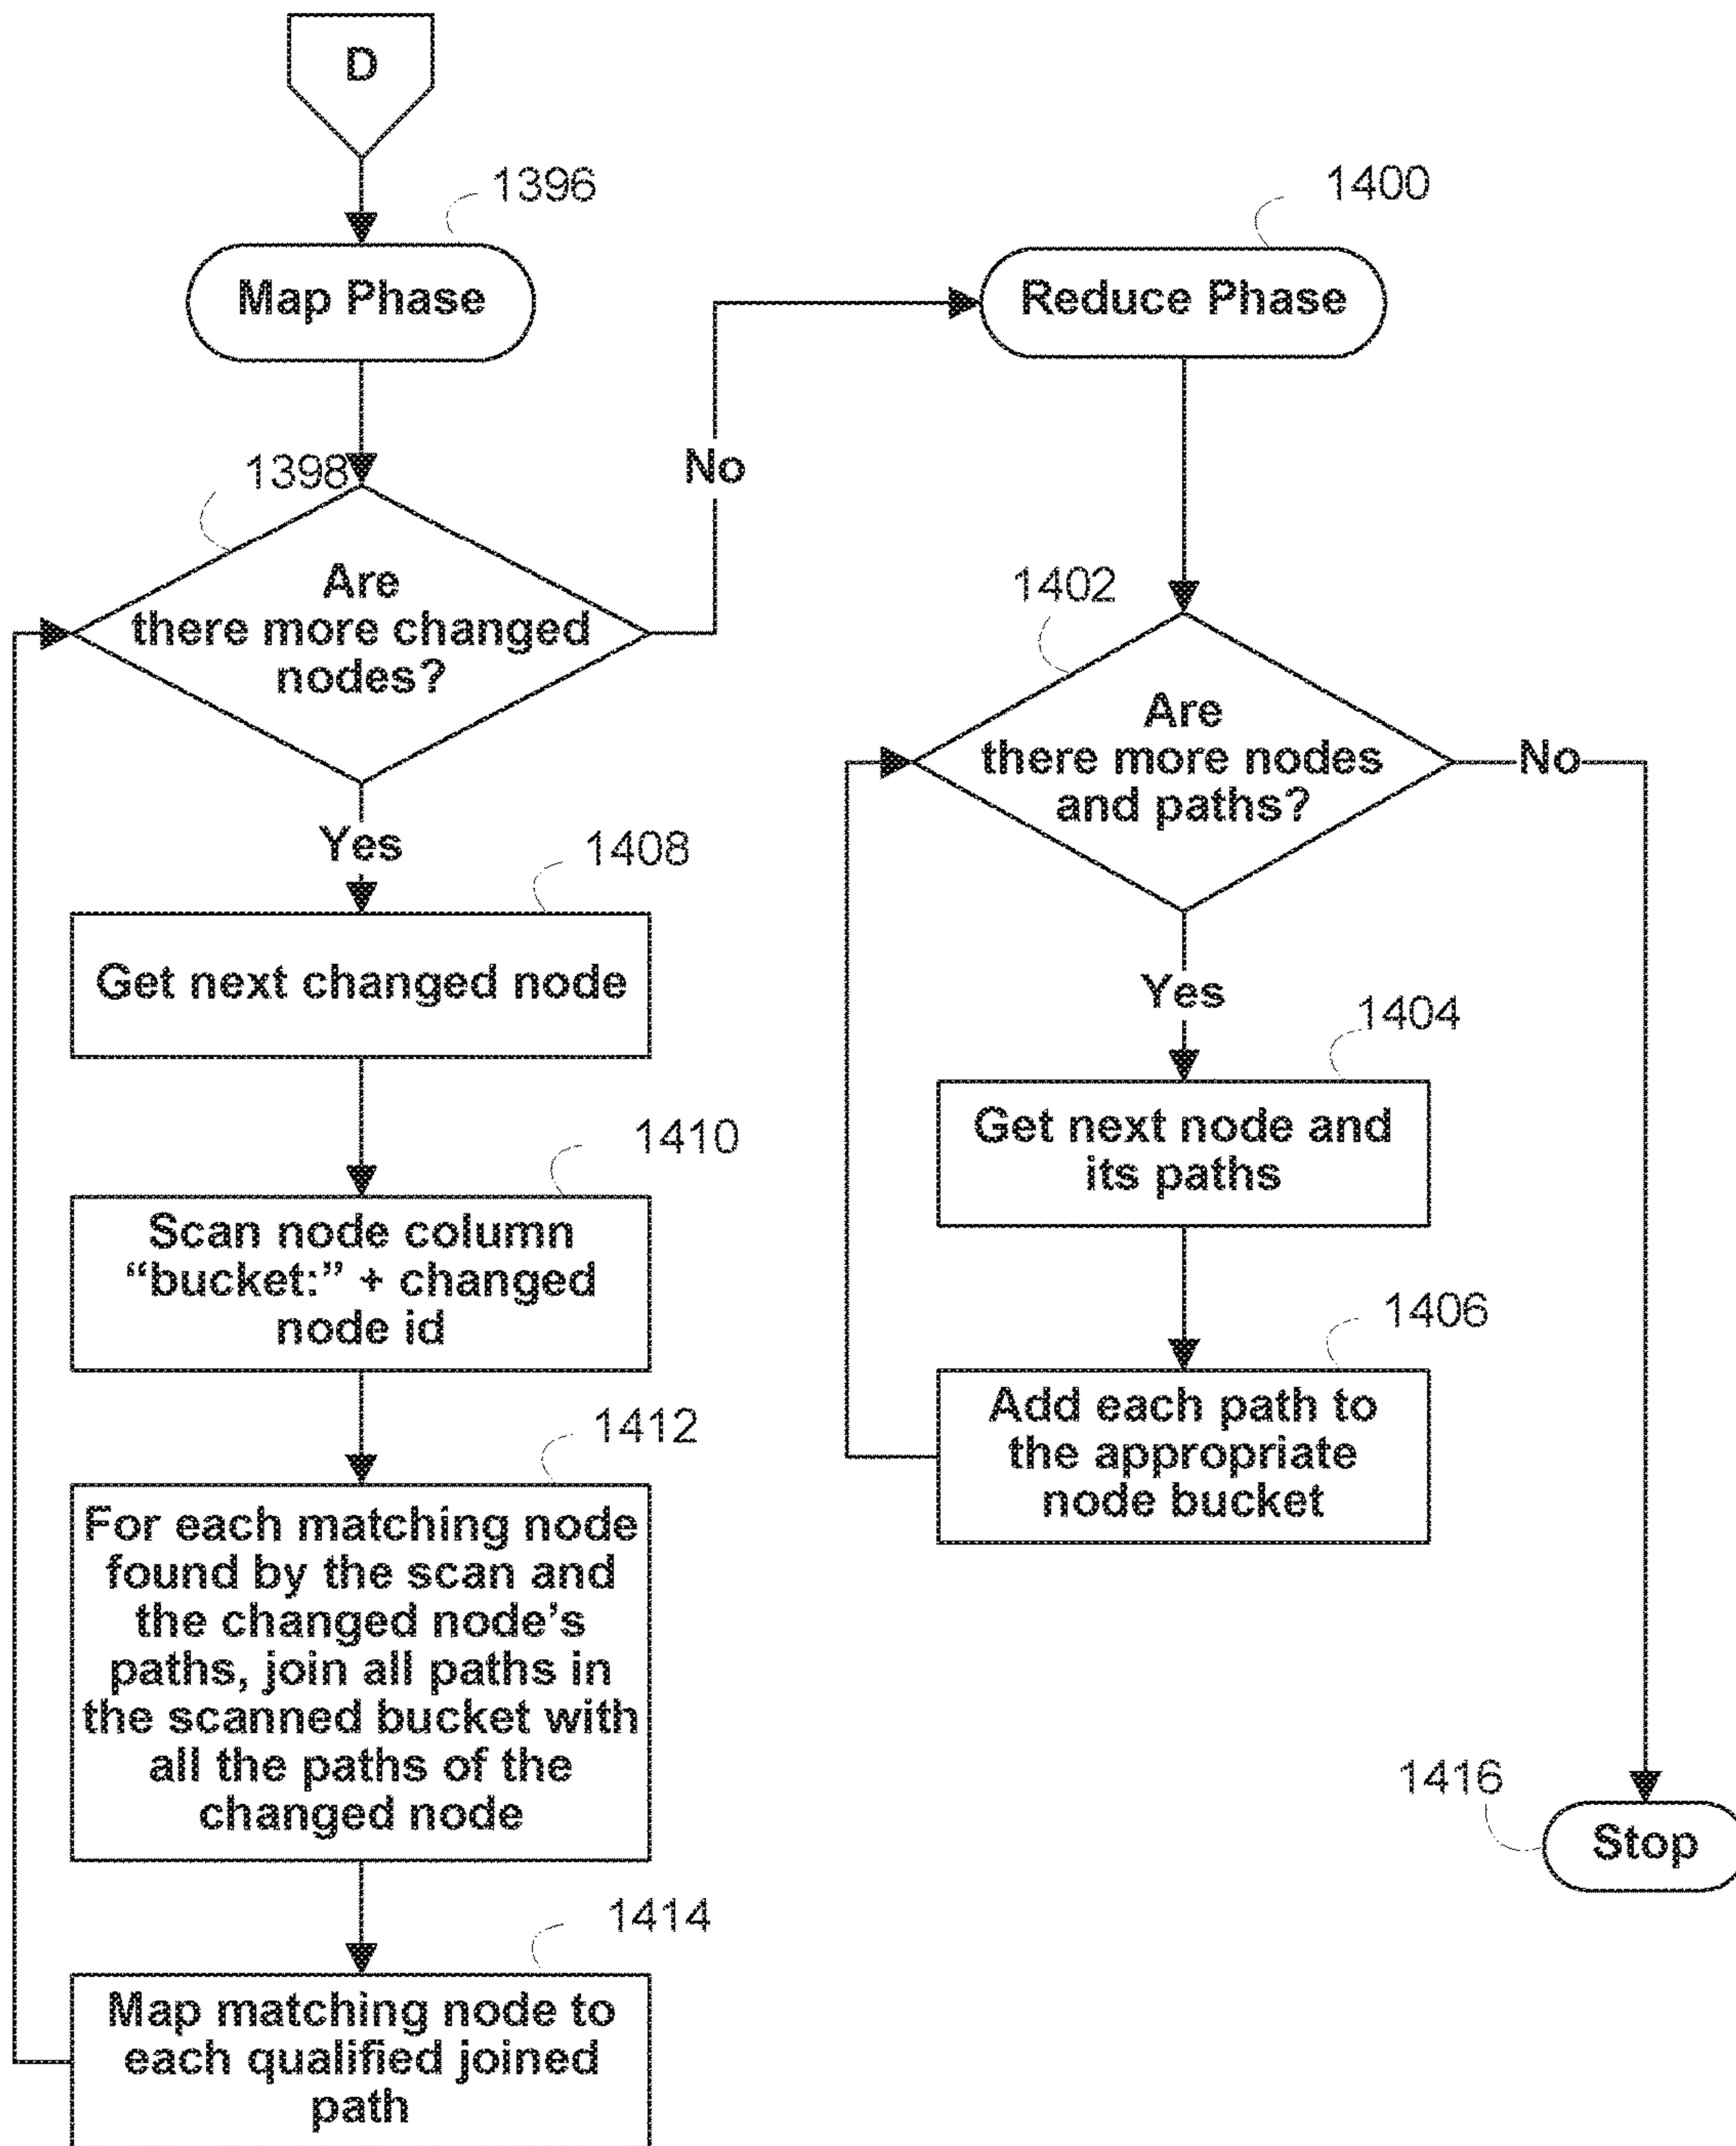 D
1396
Map Phase
1398
Are
there more changed
nodes?
No
Yes
1408
Get next changed node
1410
Scan node column
“bucket:” + changed
node id
1412
For each matching node
found by the scan and
the changed node’s
paths, join all paths in
the scanned bucket with
all the paths of the
changed node
1414
Map matching node to
each qualified joined
path
1400
Reduce Phase
1402
Are
there more nodes
and paths?
No
Yes
1404
Get next node and
its paths
1406
Add each path to
the appropriate
node bucket
1416
Stop